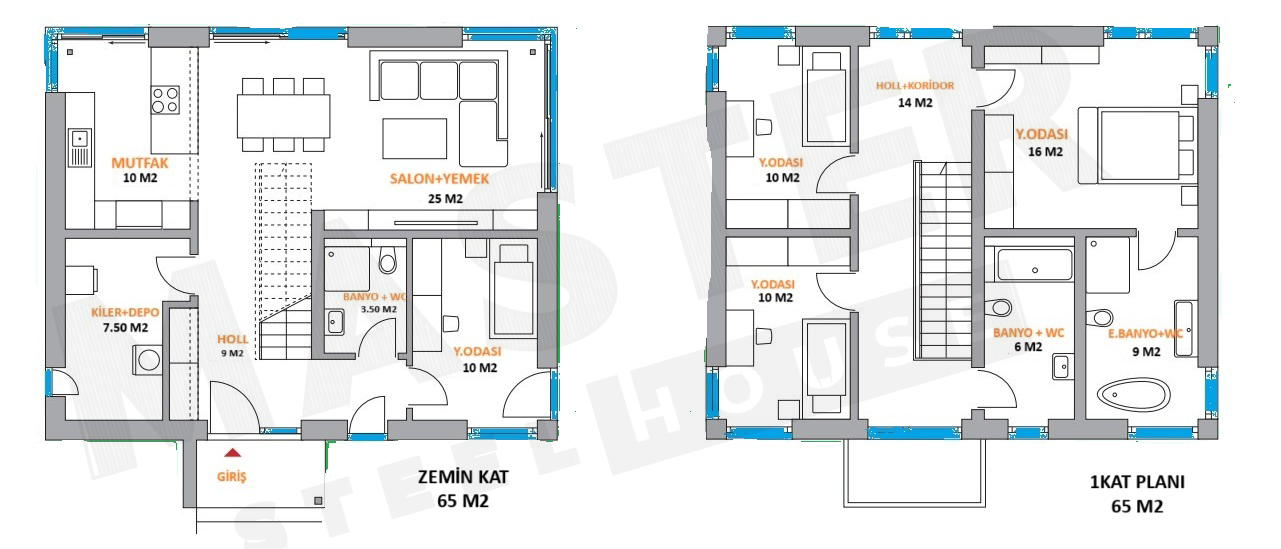 MUTFAK
10 M2
SALON+YEMEK
25 M2
KİLER+DEPO
7.50 M2
HOLL
9 M2
BANYO + WC
3.50 M2
Y.ODASI
10 M2
GİRİŞ
ZEMİN KAT
65 M2
HOLL+KORİDOR
14 M2
Y.ODASI
10 M2
Y.ODASI
16 M2
Y.ODASI
10 M2
BANYO + WC
6 M2
E.BANYO+WC
9 M2
1KAT PLANI
65 M2
MASTER
STEEL HOUSE